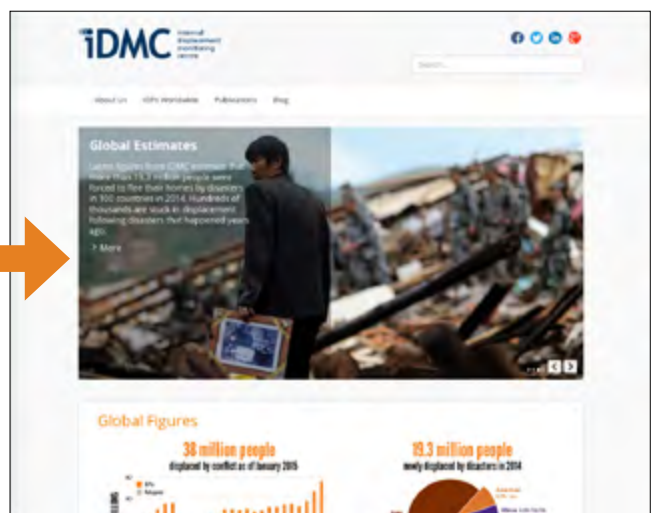 iDMC internal
displacement
monitoring
centre
Search...
About Us IDPs Worldwide Publications Blog
Global Estimates
Latest figures from IDMC estimate that
more than 19.3 million people were
forced to flee their homes by disasters
in 100 countries in 2014. Hundreds of
thousands are stuck in displacement
following disasters that happened years
ago.
> More
Global Figures
38 million people
displaced by conflict as of January 2015
19.3 million people
newly displaced by disasters in 2014
IDPs
Refugees